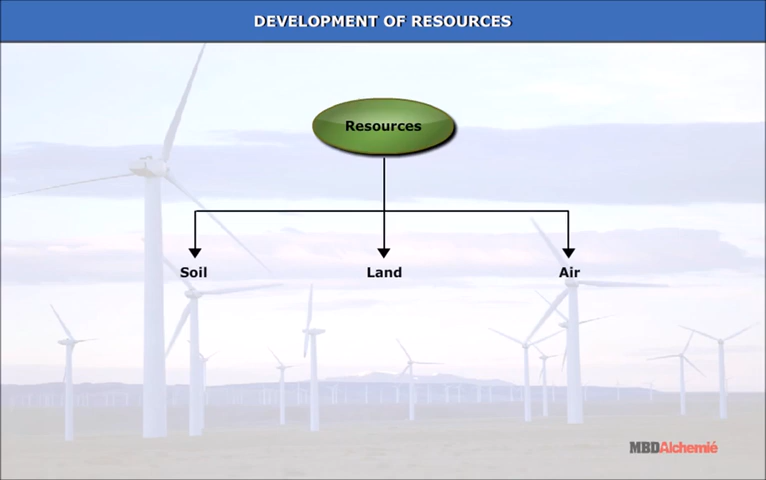 DEVELOPMENT OF RESOURCES
Resources
Soil Land Air
MBDAlchemié